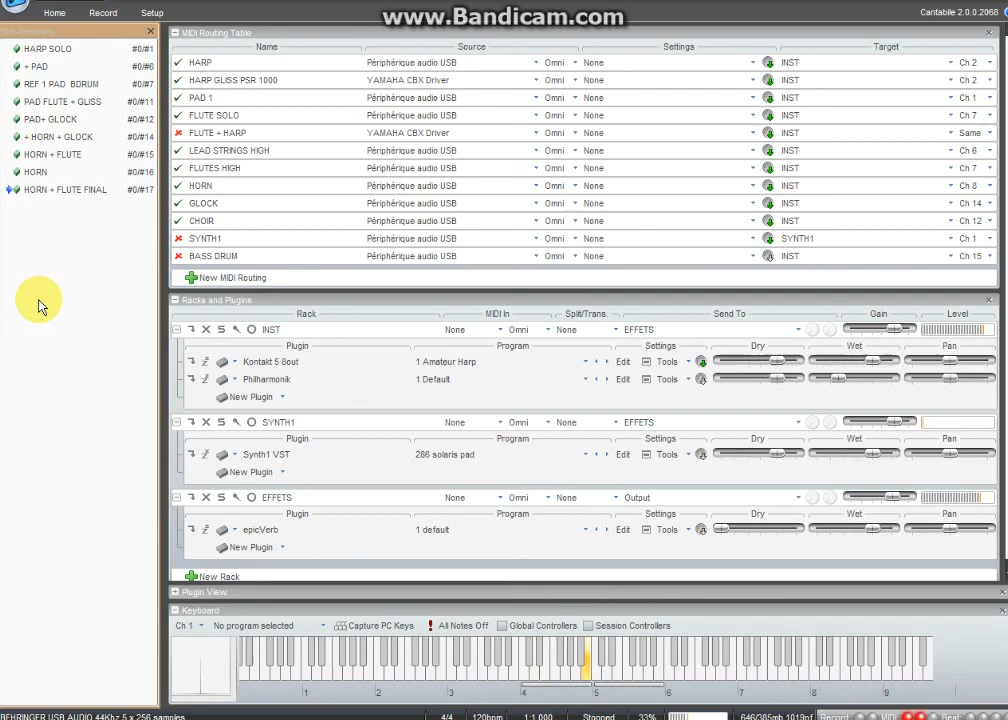 www.Bandicam.com
Home Record Setup Cantabile 2.0.0.2068
MIDI Routing Table
Name Source Settings Target
HARP SOLO #0/#1
+ PAD #0/#6
REF 1 PAD BDRUM #0/#7
PAD FLUTE + GLISS #0/#11
PAD+ GLOCK #0/#12
+ HORN + GLOCK #0/#14
HORN + FLUTE #0/#15
HORN #0/#16
HORN + FLUTE FINAL #0/#17
HARP Périphérique audio USB Omni None INST Ch 2
HARP GLISS PSR 1000 YAMAHA CBX Driver Omni None INST Ch 2
PAD 1 Périphérique audio USB Omni None INST Ch 1
FLUTE SOLO Périphérique audio USB Omni None INST Ch 7
FLUTE + HARP YAMAHA CBX Driver Omni None INST Same
LEAD STRINGS HIGH Périphérique audio USB Omni None INST Ch 6
FLUTES HIGH Périphérique audio USB Omni None INST Ch 7
HORN Périphérique audio USB Omni None INST Ch 8
GLOCK Périphérique audio USB Omni None INST Ch 14
CHOIR Périphérique audio USB Omni None INST Ch 12
SYNTH1 Périphérique audio USB Omni None SYNTH1 Ch 1
BASS DRUM Périphérique audio USB Omni None INST Ch 15
New MIDI Routing
Racks and Plugins
Rack MIDI In Split/Trans. Send To Gain Level
INST None Omni None EFFETS
Plugin Program Settings Dry Wet Pan
Kontakt 5 8out 1 Amateur Harp Edit Tools
Philharmonik 1 Default Edit Tools
New Plugin
SYNTH1 None Omni None EFFETS
Plugin Program Settings Dry Wet Pan
Synth1 VST 286 solaris pad Edit Tools
New Plugin
EFFETS None Omni None Output
Plugin Program Settings Dry Wet Pan
epicVerb 1 default Edit Tools
New Plugin
New Rack
Plugin View
Keyboard
Ch 1 No program selected Capture PC Keys All Notes Off Global Controllers Session Controllers
1 2 3 4 5 6 7 8 9
BEHRINGER USB AUDIO 44Khz 5 x 256 samples 4/4 120bpm 1:1.000 Stopped 33% 646/385mb 1019pf Record: MIDI: Beat: